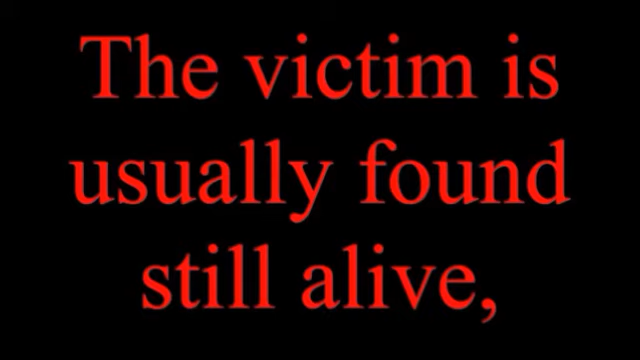 The victim is
usually found
still alive,